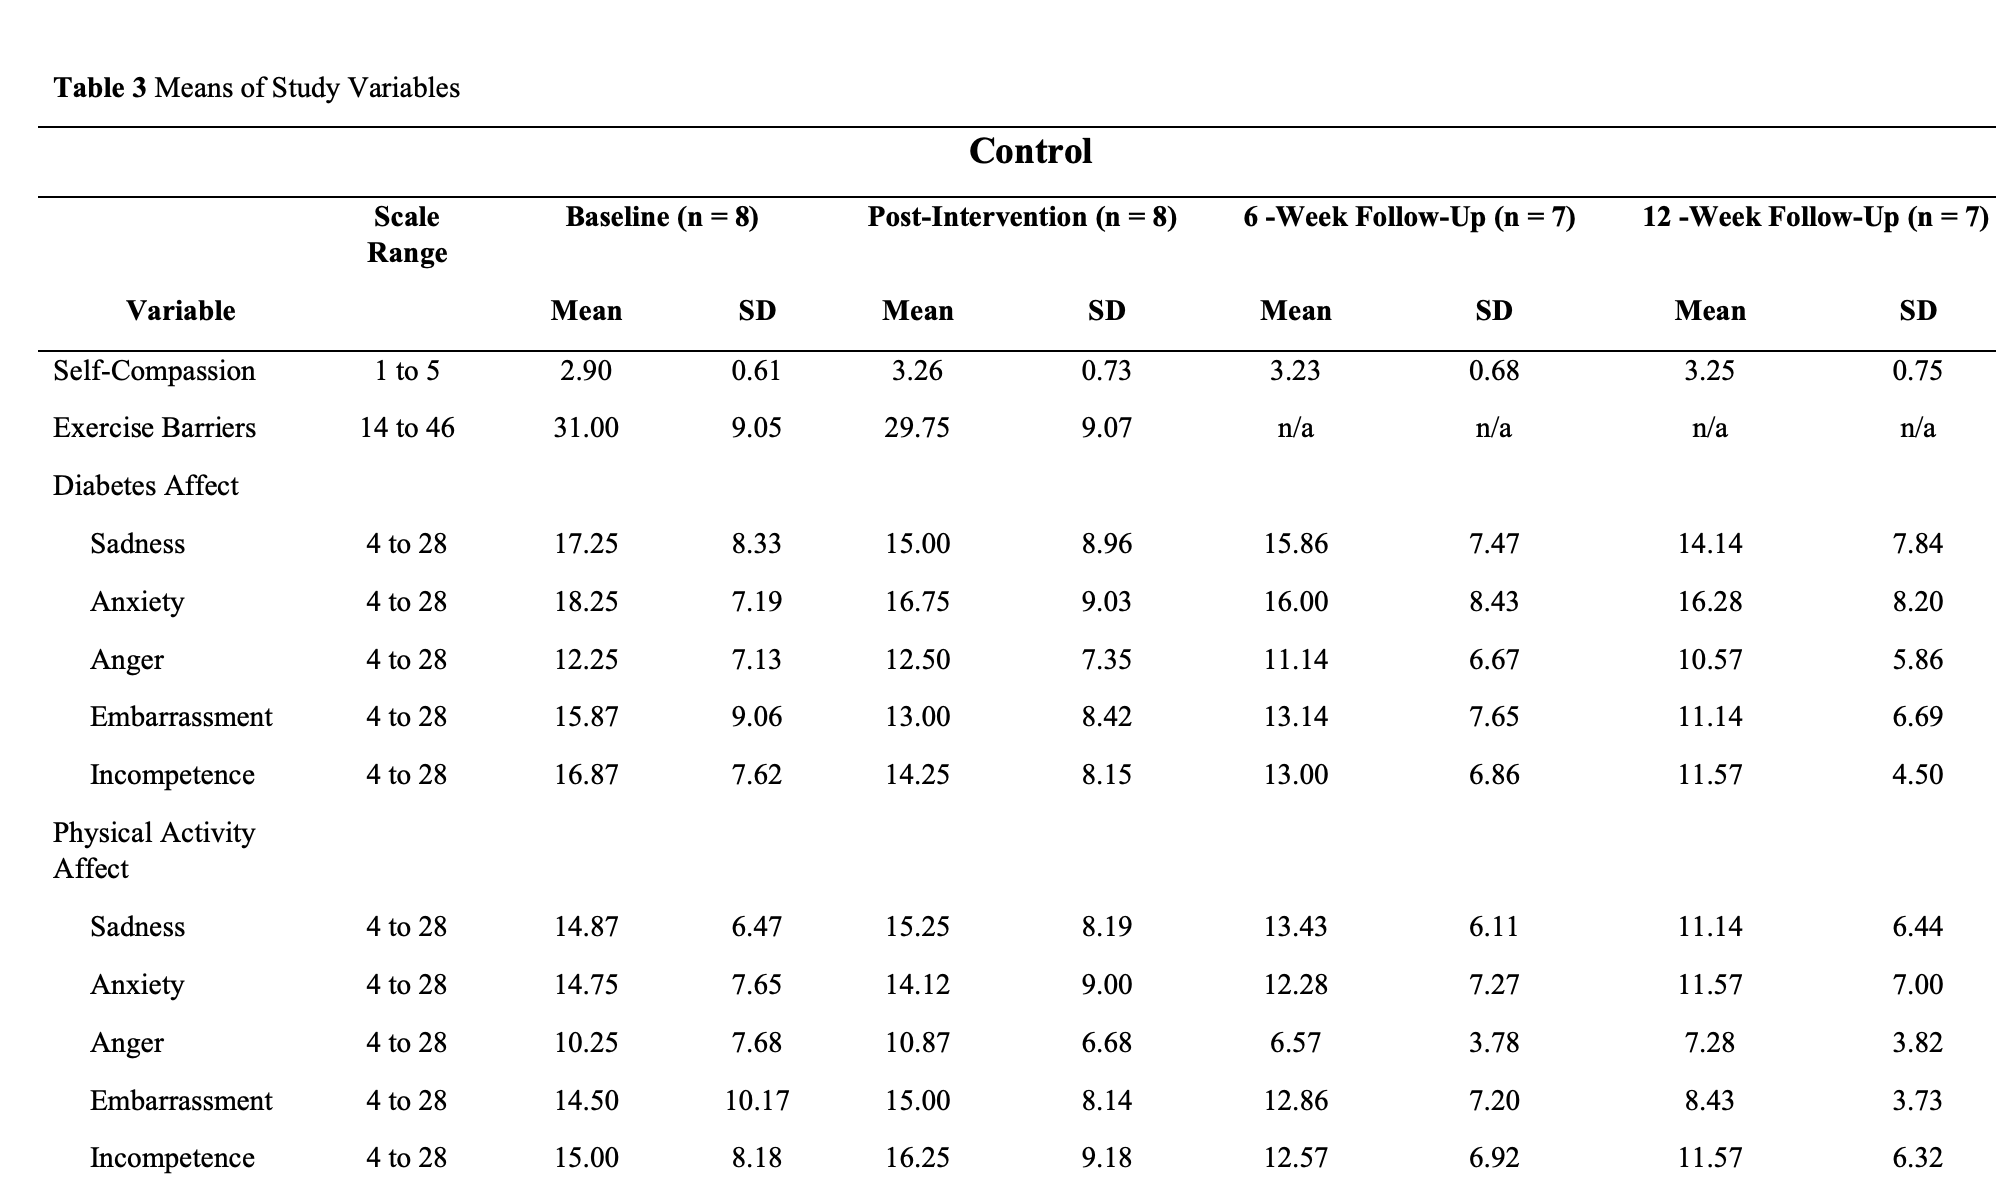 Table 3 Means of Study Variables
Control
Scale Range Baseline (n = 8) Post-Intervention (n = 8) 6 -Week Follow-Up (n = 7) 12 -Week Follow-Up (n = 7)
Variable Mean SD Mean SD Mean SD Mean SD
Self-Compassion 1 to 5 2.90 0.61 3.26 0.73 3.23 0.68 3.25 0.75
Exercise Barriers 14 to 46 31.00 9.05 29.75 9.07 n/a n/a n/a n/a
Diabetes Affect
Sadness 4 to 28 17.25 8.33 15.00 8.96 15.86 7.47 14.14 7.84
Anxiety 4 to 28 18.25 7.19 16.75 9.03 16.00 8.43 16.28 8.20
Anger 4 to 28 12.25 7.13 12.50 7.35 11.14 6.67 10.57 5.86
Embarrassment 4 to 28 15.87 9.06 13.00 8.42 13.14 7.65 11.14 6.69
Incompetence 4 to 28 16.87 7.62 14.25 8.15 13.00 6.86 11.57 4.50
Physical Activity
Affect
Sadness 4 to 28 14.87 6.47 15.25 8.19 13.43 6.11 11.14 6.44
Anxiety 4 to 28 14.75 7.65 14.12 9.00 12.28 7.27 11.57 7.00
Anger 4 to 28 10.25 7.68 10.87 6.68 6.57 3.78 7.28 3.82
Embarrassment 4 to 28 14.50 10.17 15.00 8.14 12.86 7.20 8.43 3.73
Incompetence 4 to 28 15.00 8.18 16.25 9.18 12.57 6.92 11.57 6.32